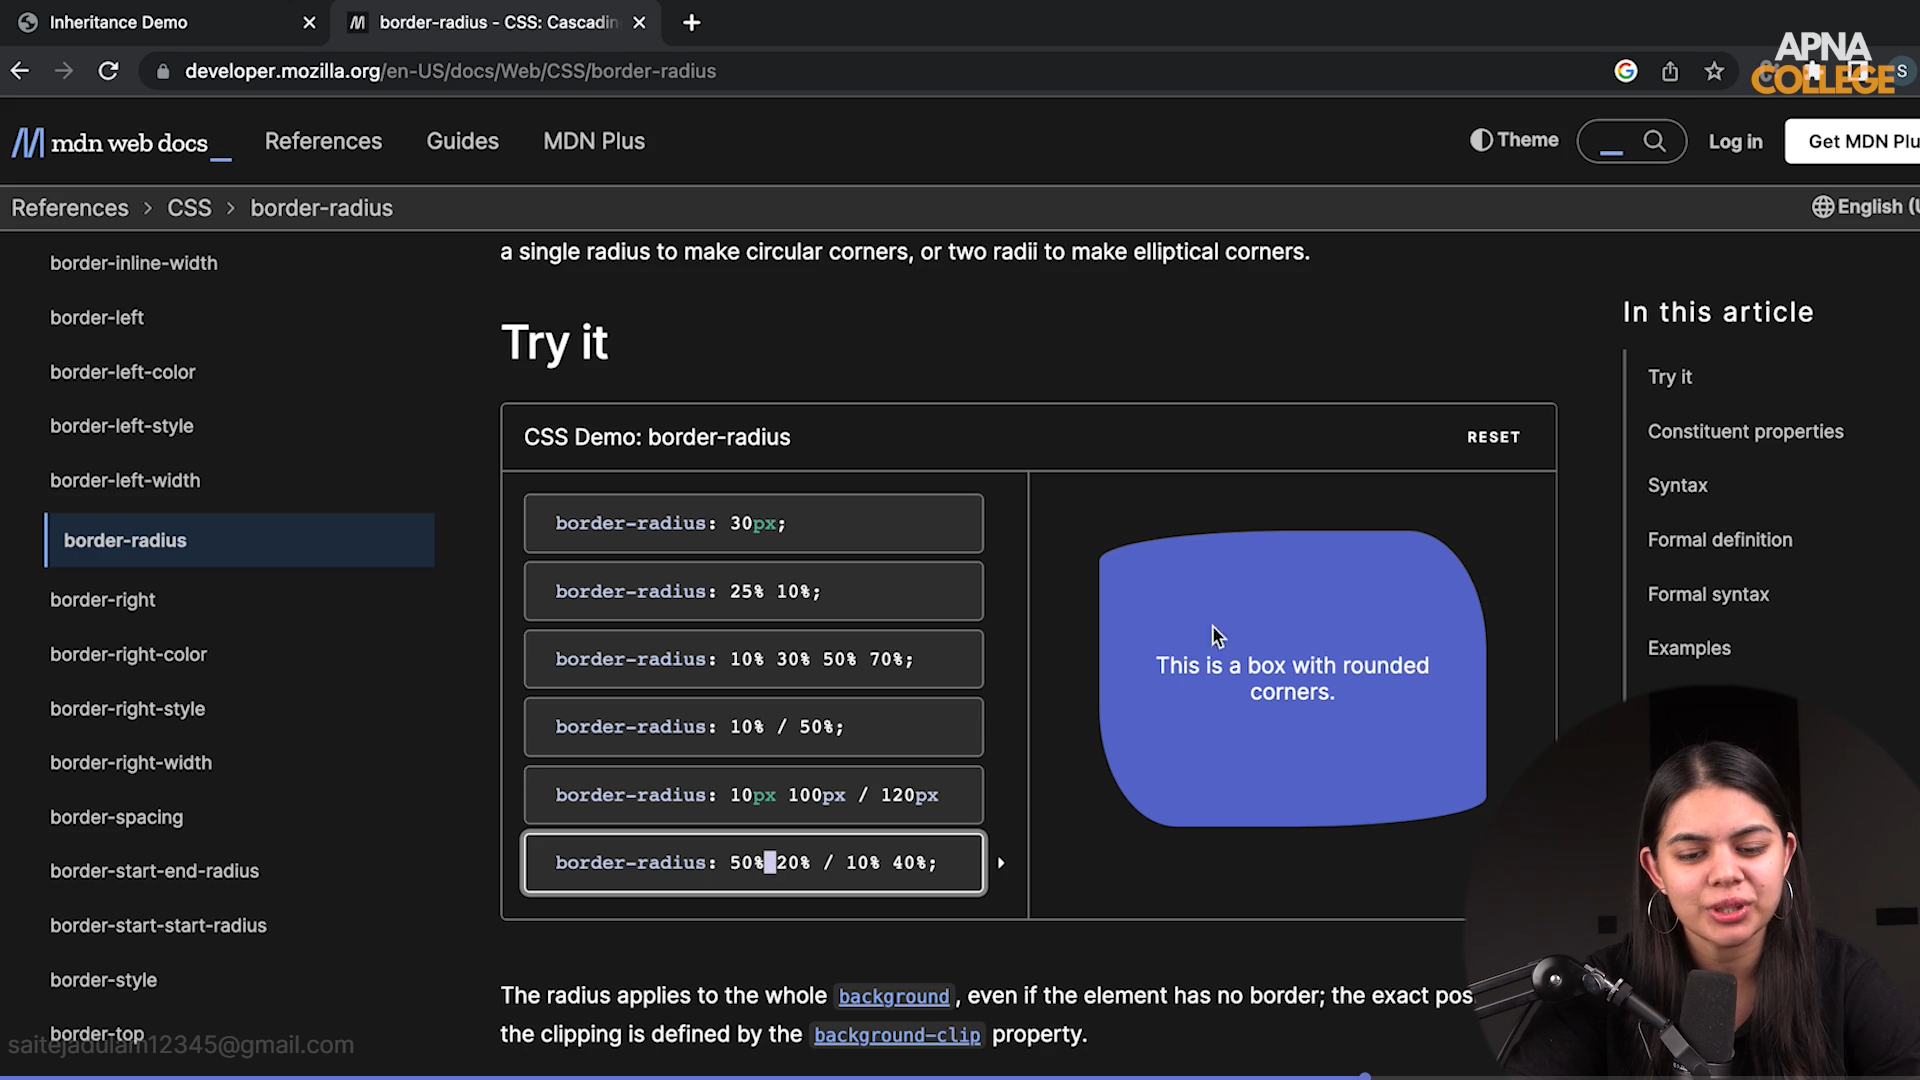 Inheritance Demo
border-radius - CSS: Cascadin
developer.mozilla.org/en-US/docs/Web/CSS/border-radius
APNA
COLLEGE
S
mdn web docs_
References
Guides
MDN Plus
Theme
Log in
Get MDN Plu
References > CSS > border-radius
English (U
border-inline-width
border-left
border-left-color
border-left-style
border-left-width
border-radius
border-right
border-right-color
border-right-style
border-right-width
border-spacing
border-start-end-radius
border-start-start-radius
border-style
border-top
saitejadulam12345@gmail.com
a single radius to make circular corners, or two radii to make elliptical corners.
Try it
CSS Demo: border-radius
RESET
border-radius: 30px;
border-radius: 25% 10%;
border-radius: 10% 30% 50% 70%;
border-radius: 10% / 50%;
border-radius: 10px 100px / 120px
border-radius: 50% 20% / 10% 40%;
This is a box with rounded
corners.
The radius applies to the whole background, even if the element has no border; the exact pos
the clipping is defined by the background-clip property.
In this article
Try it
Constituent properties
Syntax
Formal definition
Formal syntax
Examples